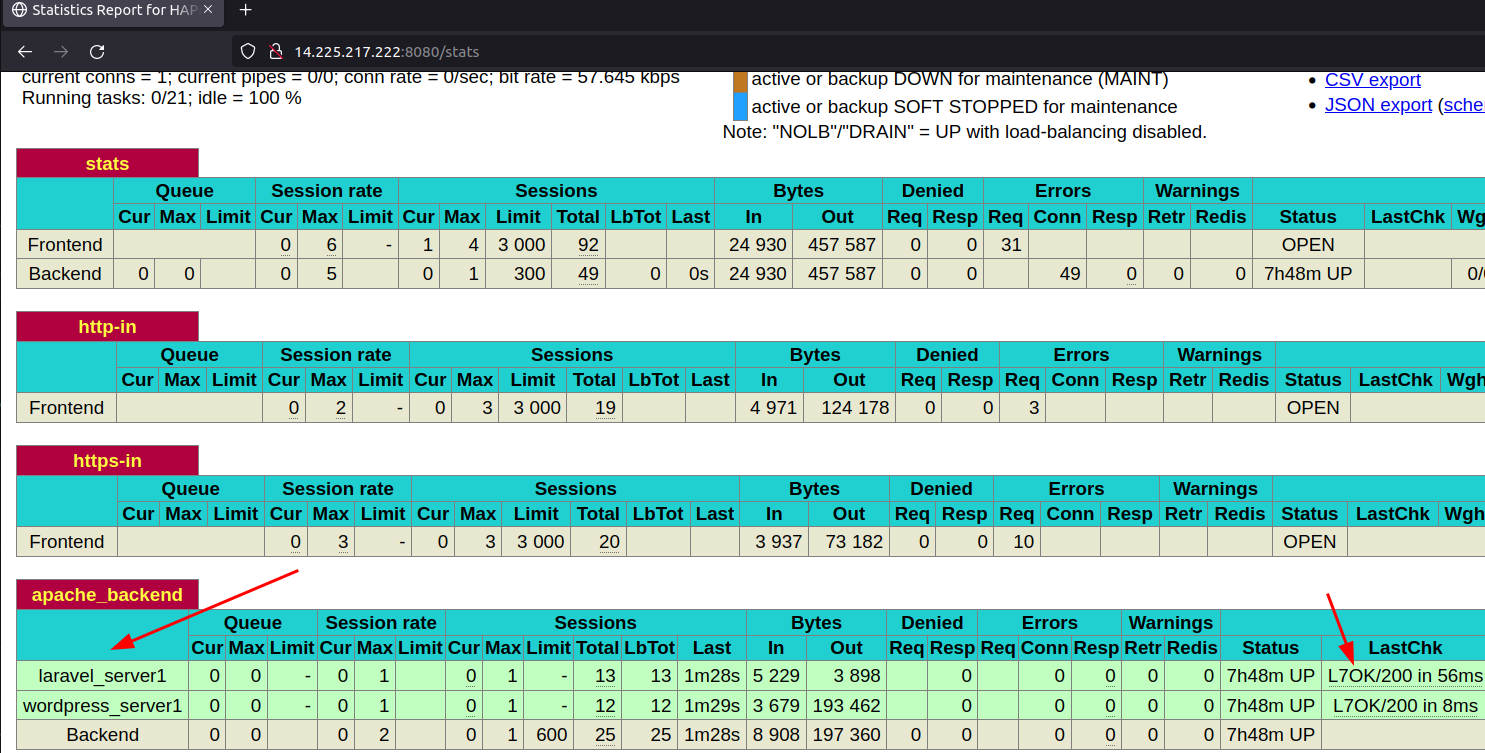 Statistics Report for HAP
14.225.217.222:8080/stats
current conns = 1; current pipes = 0/0; conn rate = 0/sec; bit rate = 57.645 kbps
Running tasks: 0/21; idle = 100 %
active or backup DOWN for maintenance (MAINT)
active or backup SOFT STOPPED for maintenance
Note: "NOLB"/"DRAIN" = UP with load-balancing disabled.
• CSV export
• JSON export (sche
stats
Queue Session rate Sessions Bytes Denied Errors Warnings
Cur Max Limit Cur Max Limit Cur Max Limit Total LbTot Last In Out Req Resp Req Conn Resp Retr Redis Status LastChk Wg
Frontend 0 6 - 1 4 3 000 92 24 930 457 587 0 0 31 OPEN
Backend 0 0 0 5 0 1 300 49 0 0s 24 930 457 587 0 0 49 0 0 0 7h48m UP 0/
http-in
Queue Session rate Sessions Bytes Denied Errors Warnings
Cur Max Limit Cur Max Limit Cur Max Limit Total LbTot Last In Out Req Resp Req Conn Resp Retr Redis Status LastChk Wgh
Frontend 0 2 - 0 3 3 000 19 4 971 124 178 0 0 3 OPEN
https-in
Queue Session rate Sessions Bytes Denied Errors Warnings
Cur Max Limit Cur Max Limit Cur Max Limit Total LbTot Last In Out Req Resp Req Conn Resp Retr Redis Status LastChk Wgh
Frontend 0 3 - 0 3 3 000 20 3 937 73 182 0 0 10 OPEN
apache_backend
Queue Session rate Sessions Bytes Denied Errors Warnings
Cur Max Limit Cur Max Limit Cur Max Limit Total LbTot Last In Out Req Resp Req Conn Resp Retr Redis Status LastChk
laravel_server1 0 0 - 0 1 0 1 - 13 13 1m28s 5 229 3 898 0 0 0 0 0 7h48m UP L7OK/200 in 56ms
wordpress_server1 0 0 - 0 1 0 1 - 12 12 1m29s 3 679 193 462 0 0 0 0 0 7h48m UP L7OK/200 in 8ms
Backend 0 0 0 2 0 1 600 25 25 1m28s 8 908 197 360 0 0 0 0 0 0 7h48m UP